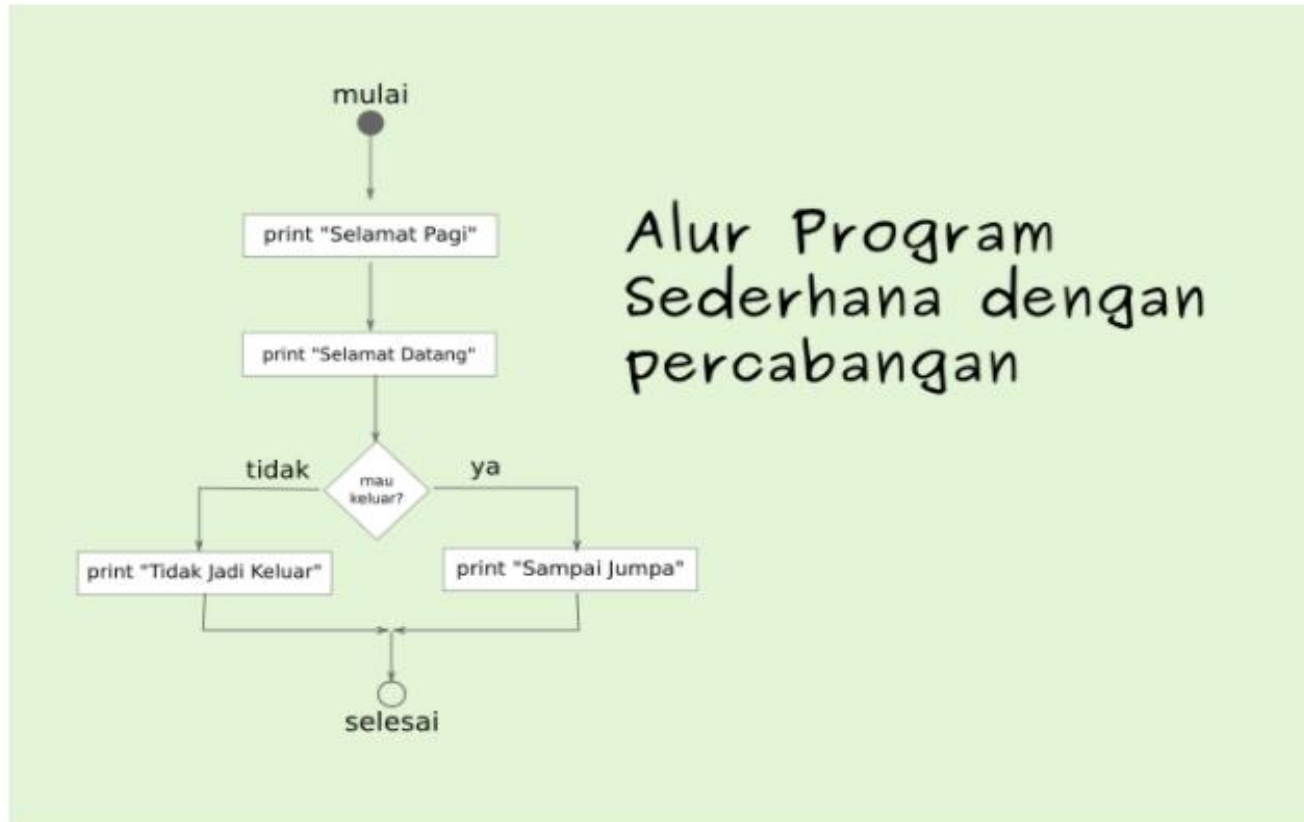 mulai
print "Selamat Pagi"
Alur Program
Sederhana dengan
percabangan
print "Selamat Datang"
tidak
mau
keluar?
ya
print "Tidak Jadi Keluar"
print "Sampai Jumpa"
selesai